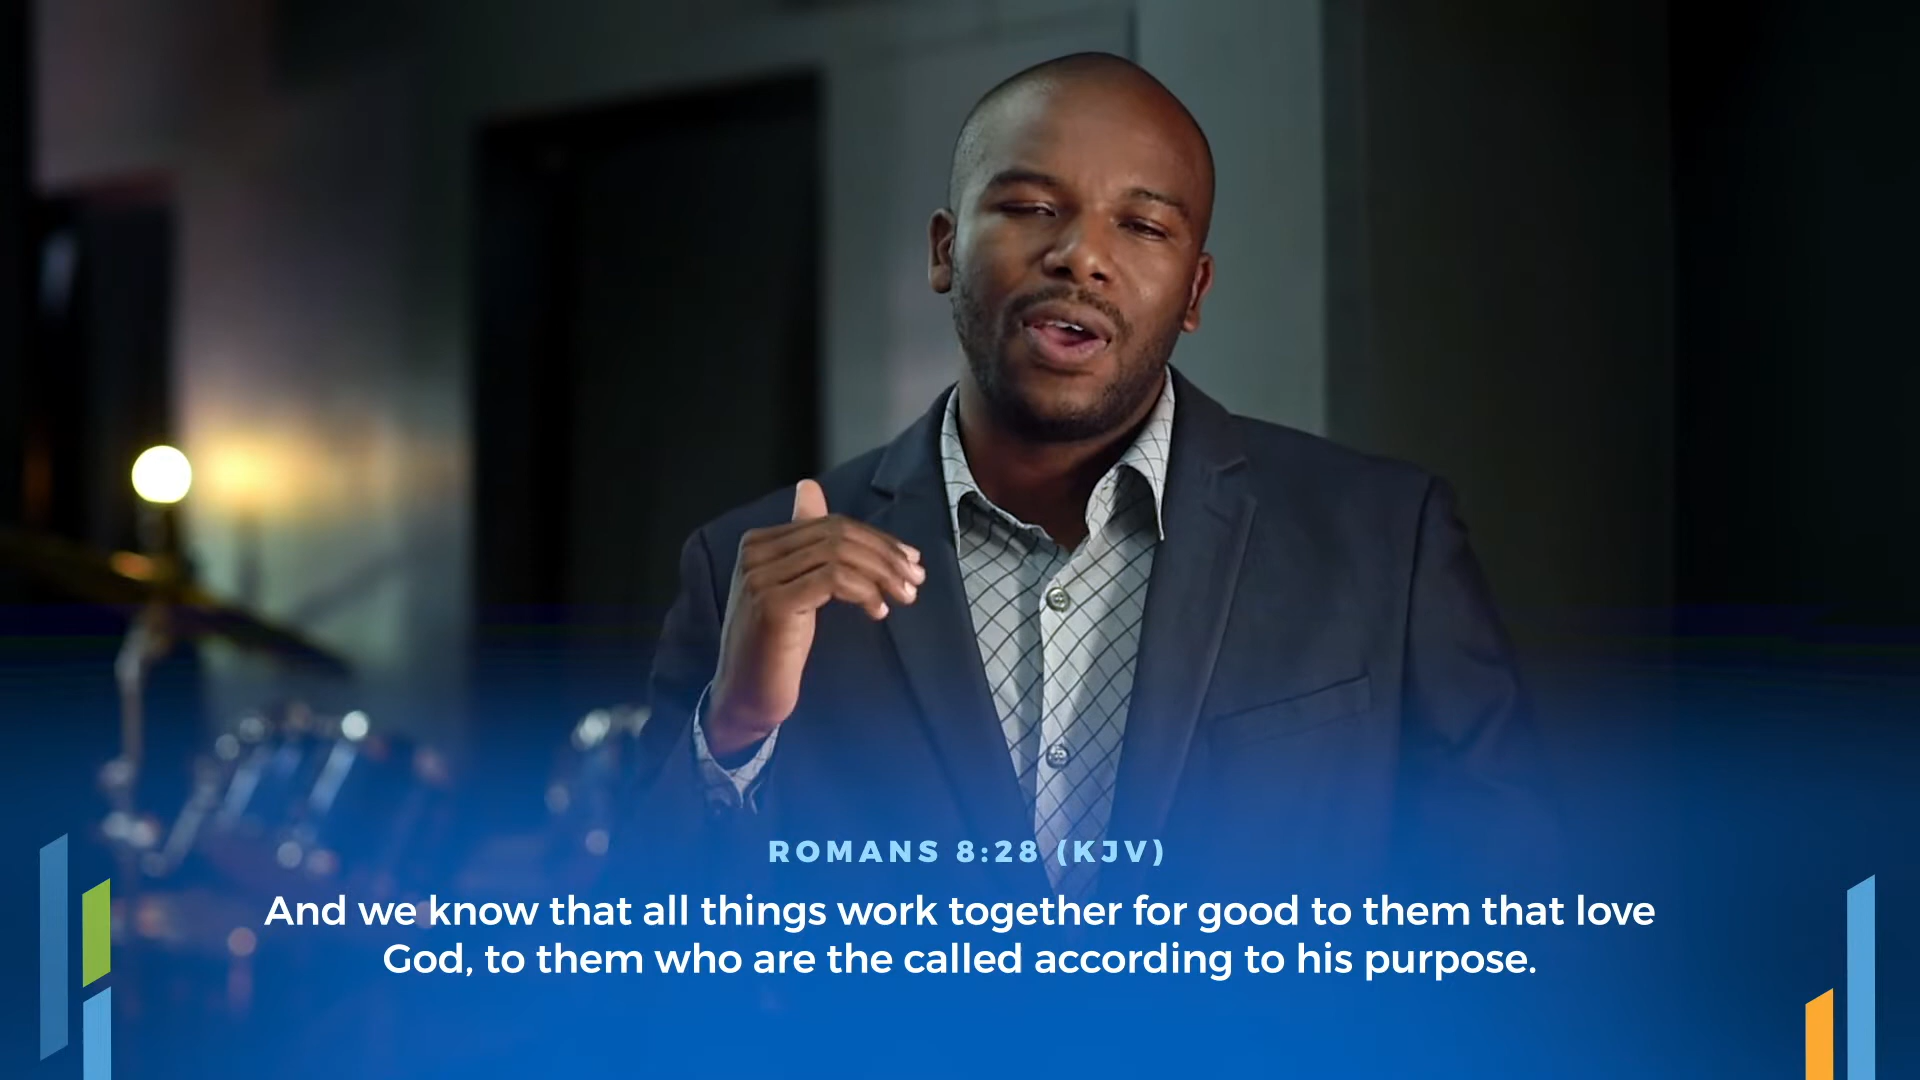 ROMANS 8:28 (KJV)
And we know that all things work together for good to them that love
God, to them who are the called according to his purpose.